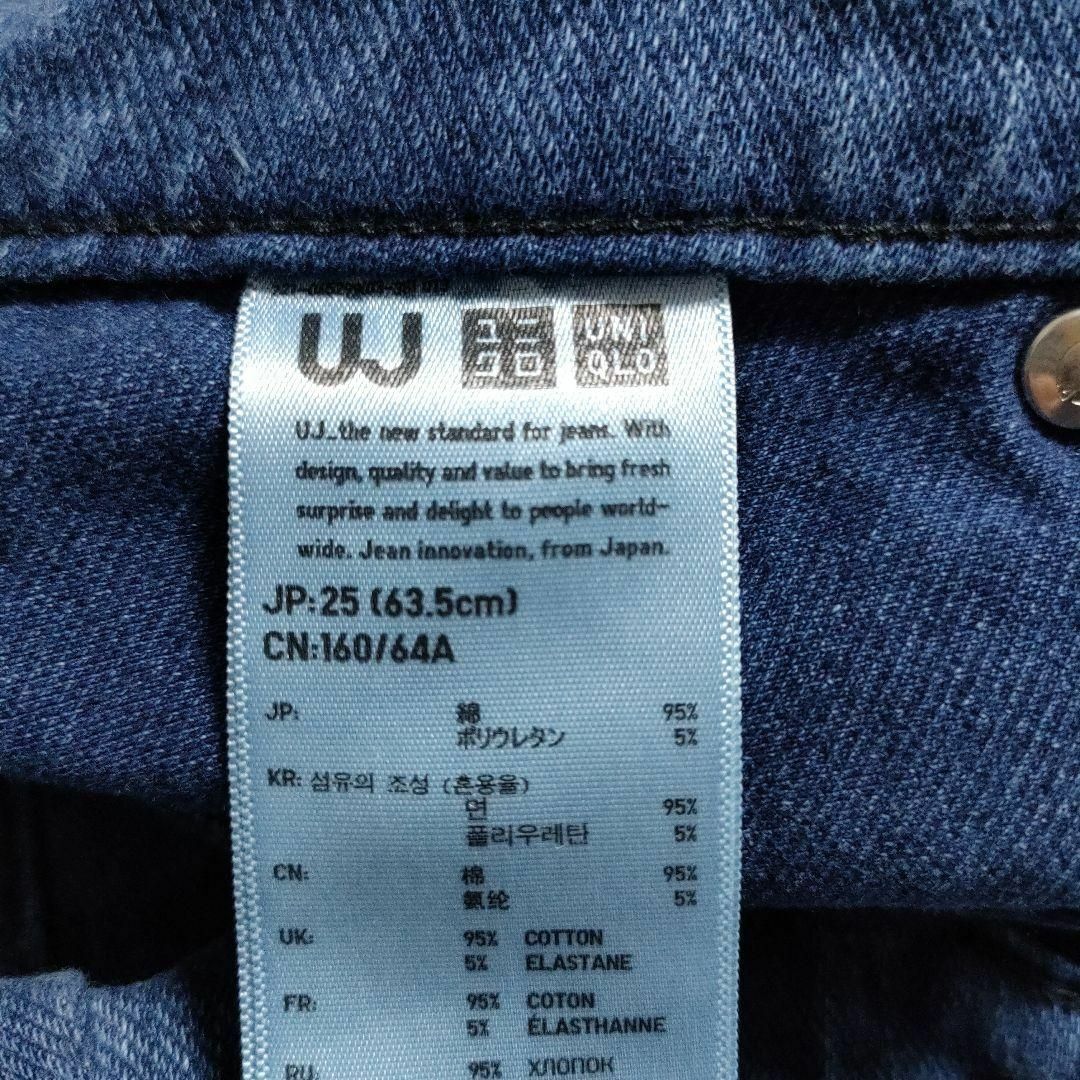 UJ ユニクロ UNIQLO
UJ_the new standard for jeans. With
design, quality and value to bring fresh
surprise and delight to people world-
wide. Jean innovation, from Japan.
JP:25 (63.5cm)
CN:160/64A
JP: 綿 95%
ポリウレタン 5%
KR: 섬유의 조성 (혼용율)
면 95%
폴리우레탄 5%
CN: 棉 95%
氨纶 5%
UK: 95% COTTON
5% ELASTANE
FR: 95% COTON
5% ÉLASTHANNE
RU: 95% ХЛОПОК